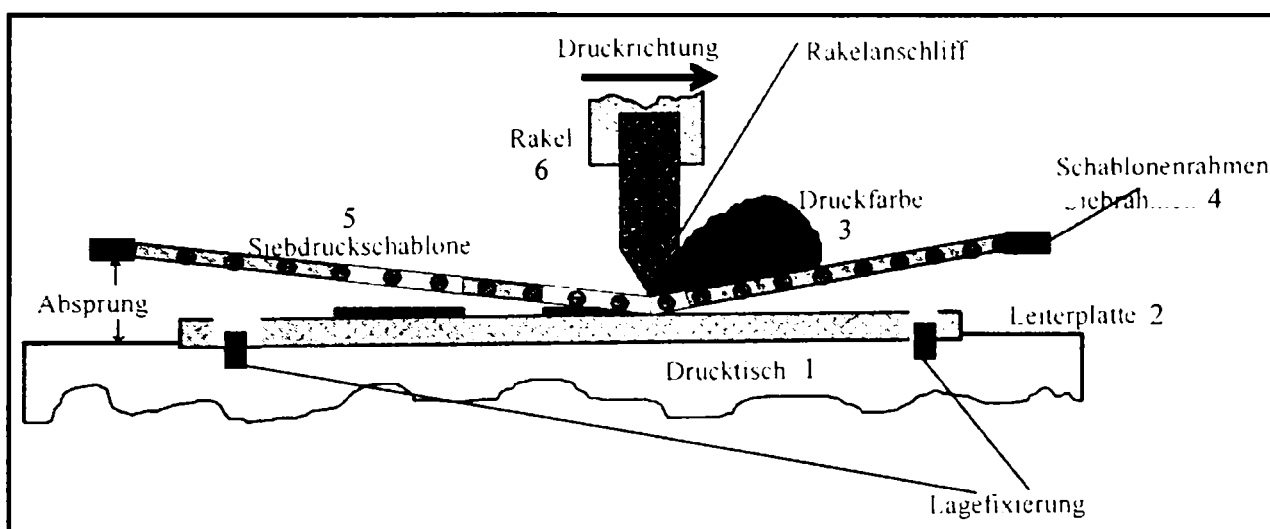 Druckrichtung
Rakelanschliff
Rakel
6
Schablonenrahmen
4
Druckfarbe
3
5
Siebdruckschablone
Absprung
Leiterplatte 2
Drucktisch 1
Lagefixierung